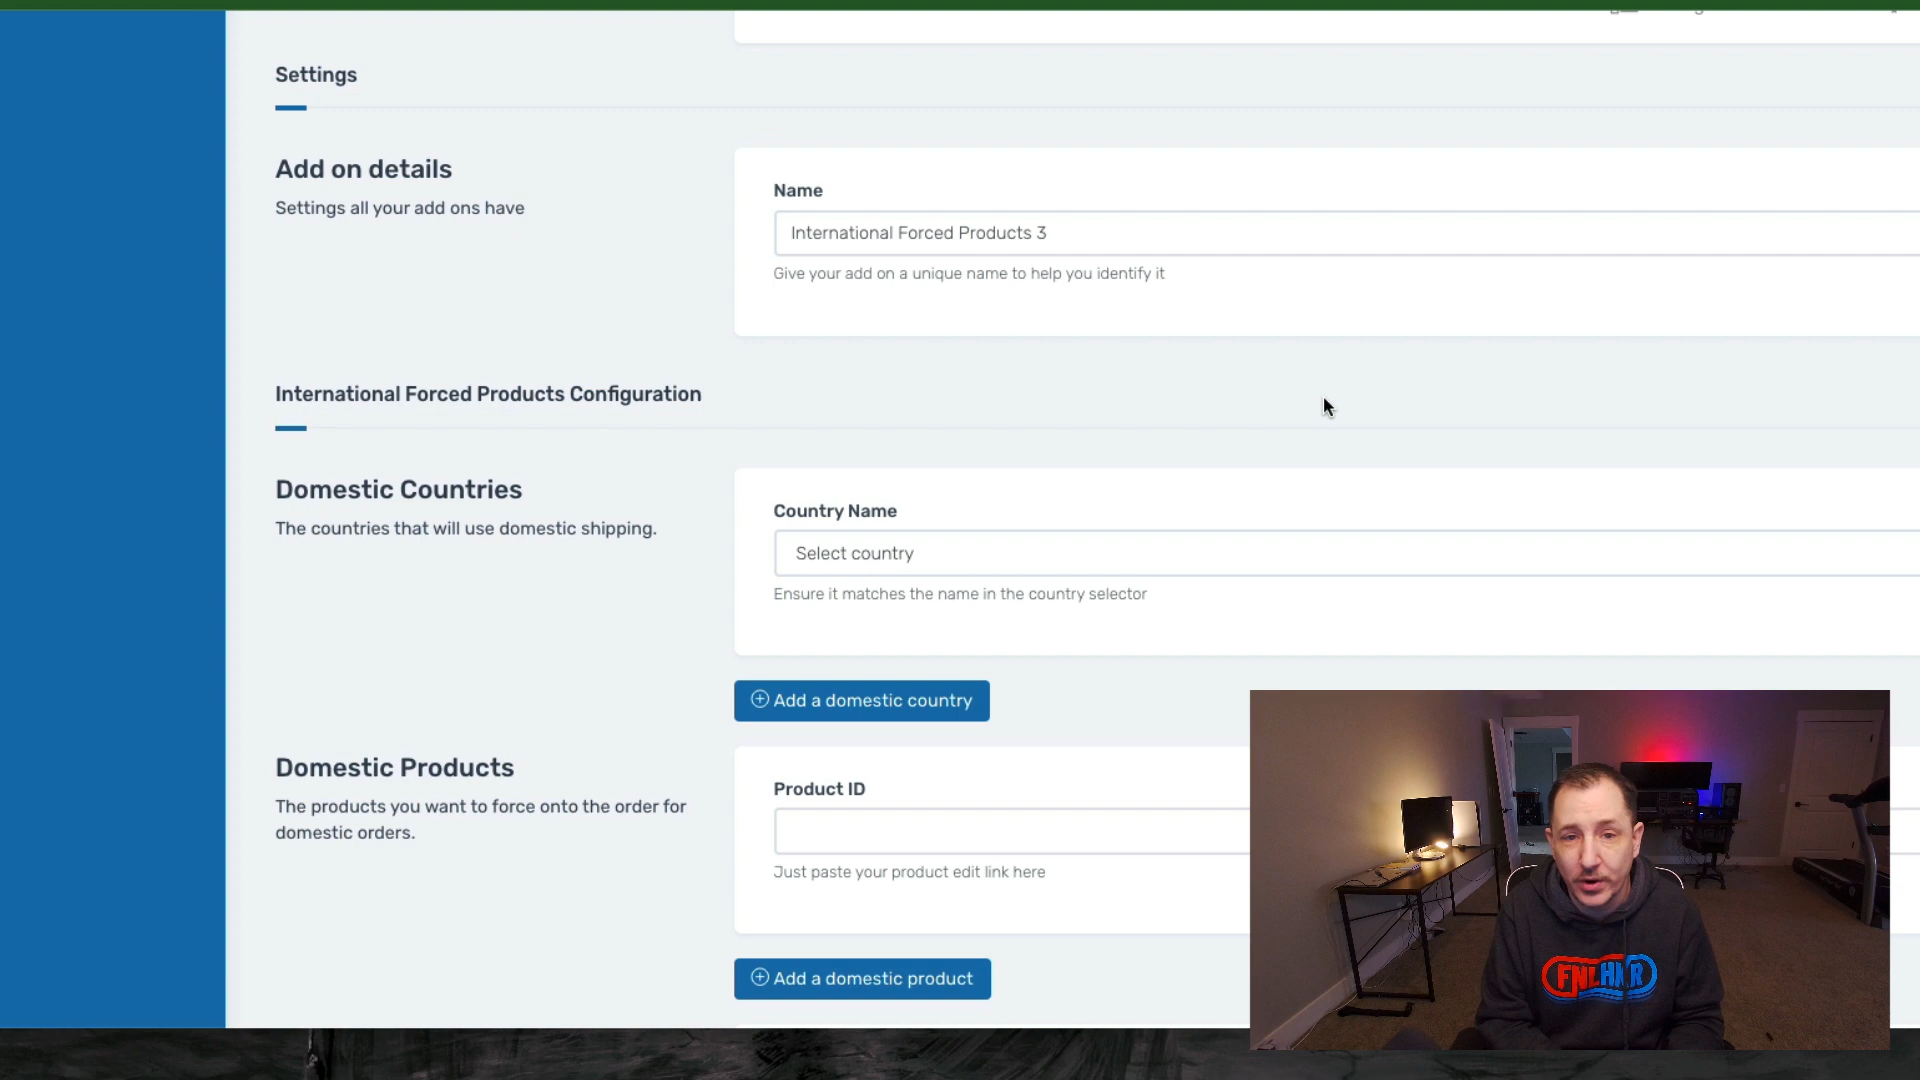 Settings
Add on details
Settings all your add ons have
Name
International Forced Products 3
Give your add on a unique name to help you identify it
International Forced Products Configuration
Domestic Countries
The countries that will use domestic shipping.
Country Name
Select country
Ensure it matches the name in the country selector
Add a domestic country
Domestic Products
The products you want to force onto the order for
domestic orders.
Product ID
Just paste your product edit link here
Add a domestic product
FNLHKR